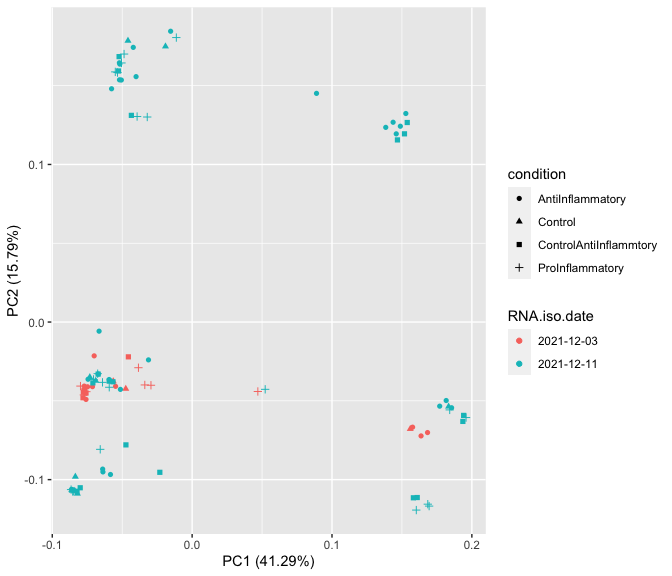 0.1
0.0
-0.1
PC2 (15.79%)
-0.1
0.0
0.1
0.2
PC1 (41.29%)
condition
AntiInflammatory
Control
ControlAntiInflammtory
ProInflammatory
RNA.iso.date
2021-12-03
2021-12-11